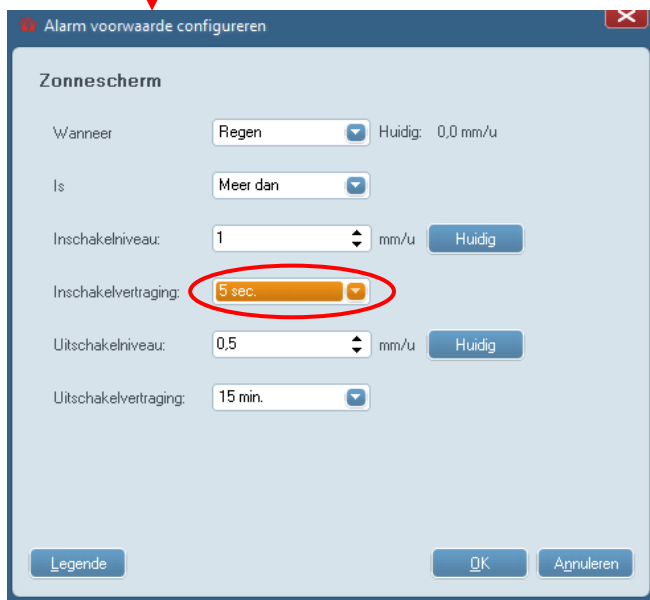 Alarm voorwaarde configureren
Zonnescherm
Wanneer Regen Huidig: 0,0 mm/u
Is Meer dan
Inschakelniveau: 1 mm/u Huidig
Inschakelvertraging: 5 sec.
Uitschakelniveau: 0,5 mm/u Huidig
Uitschakelvertraging: 15 min.
Legende OK Annuleren